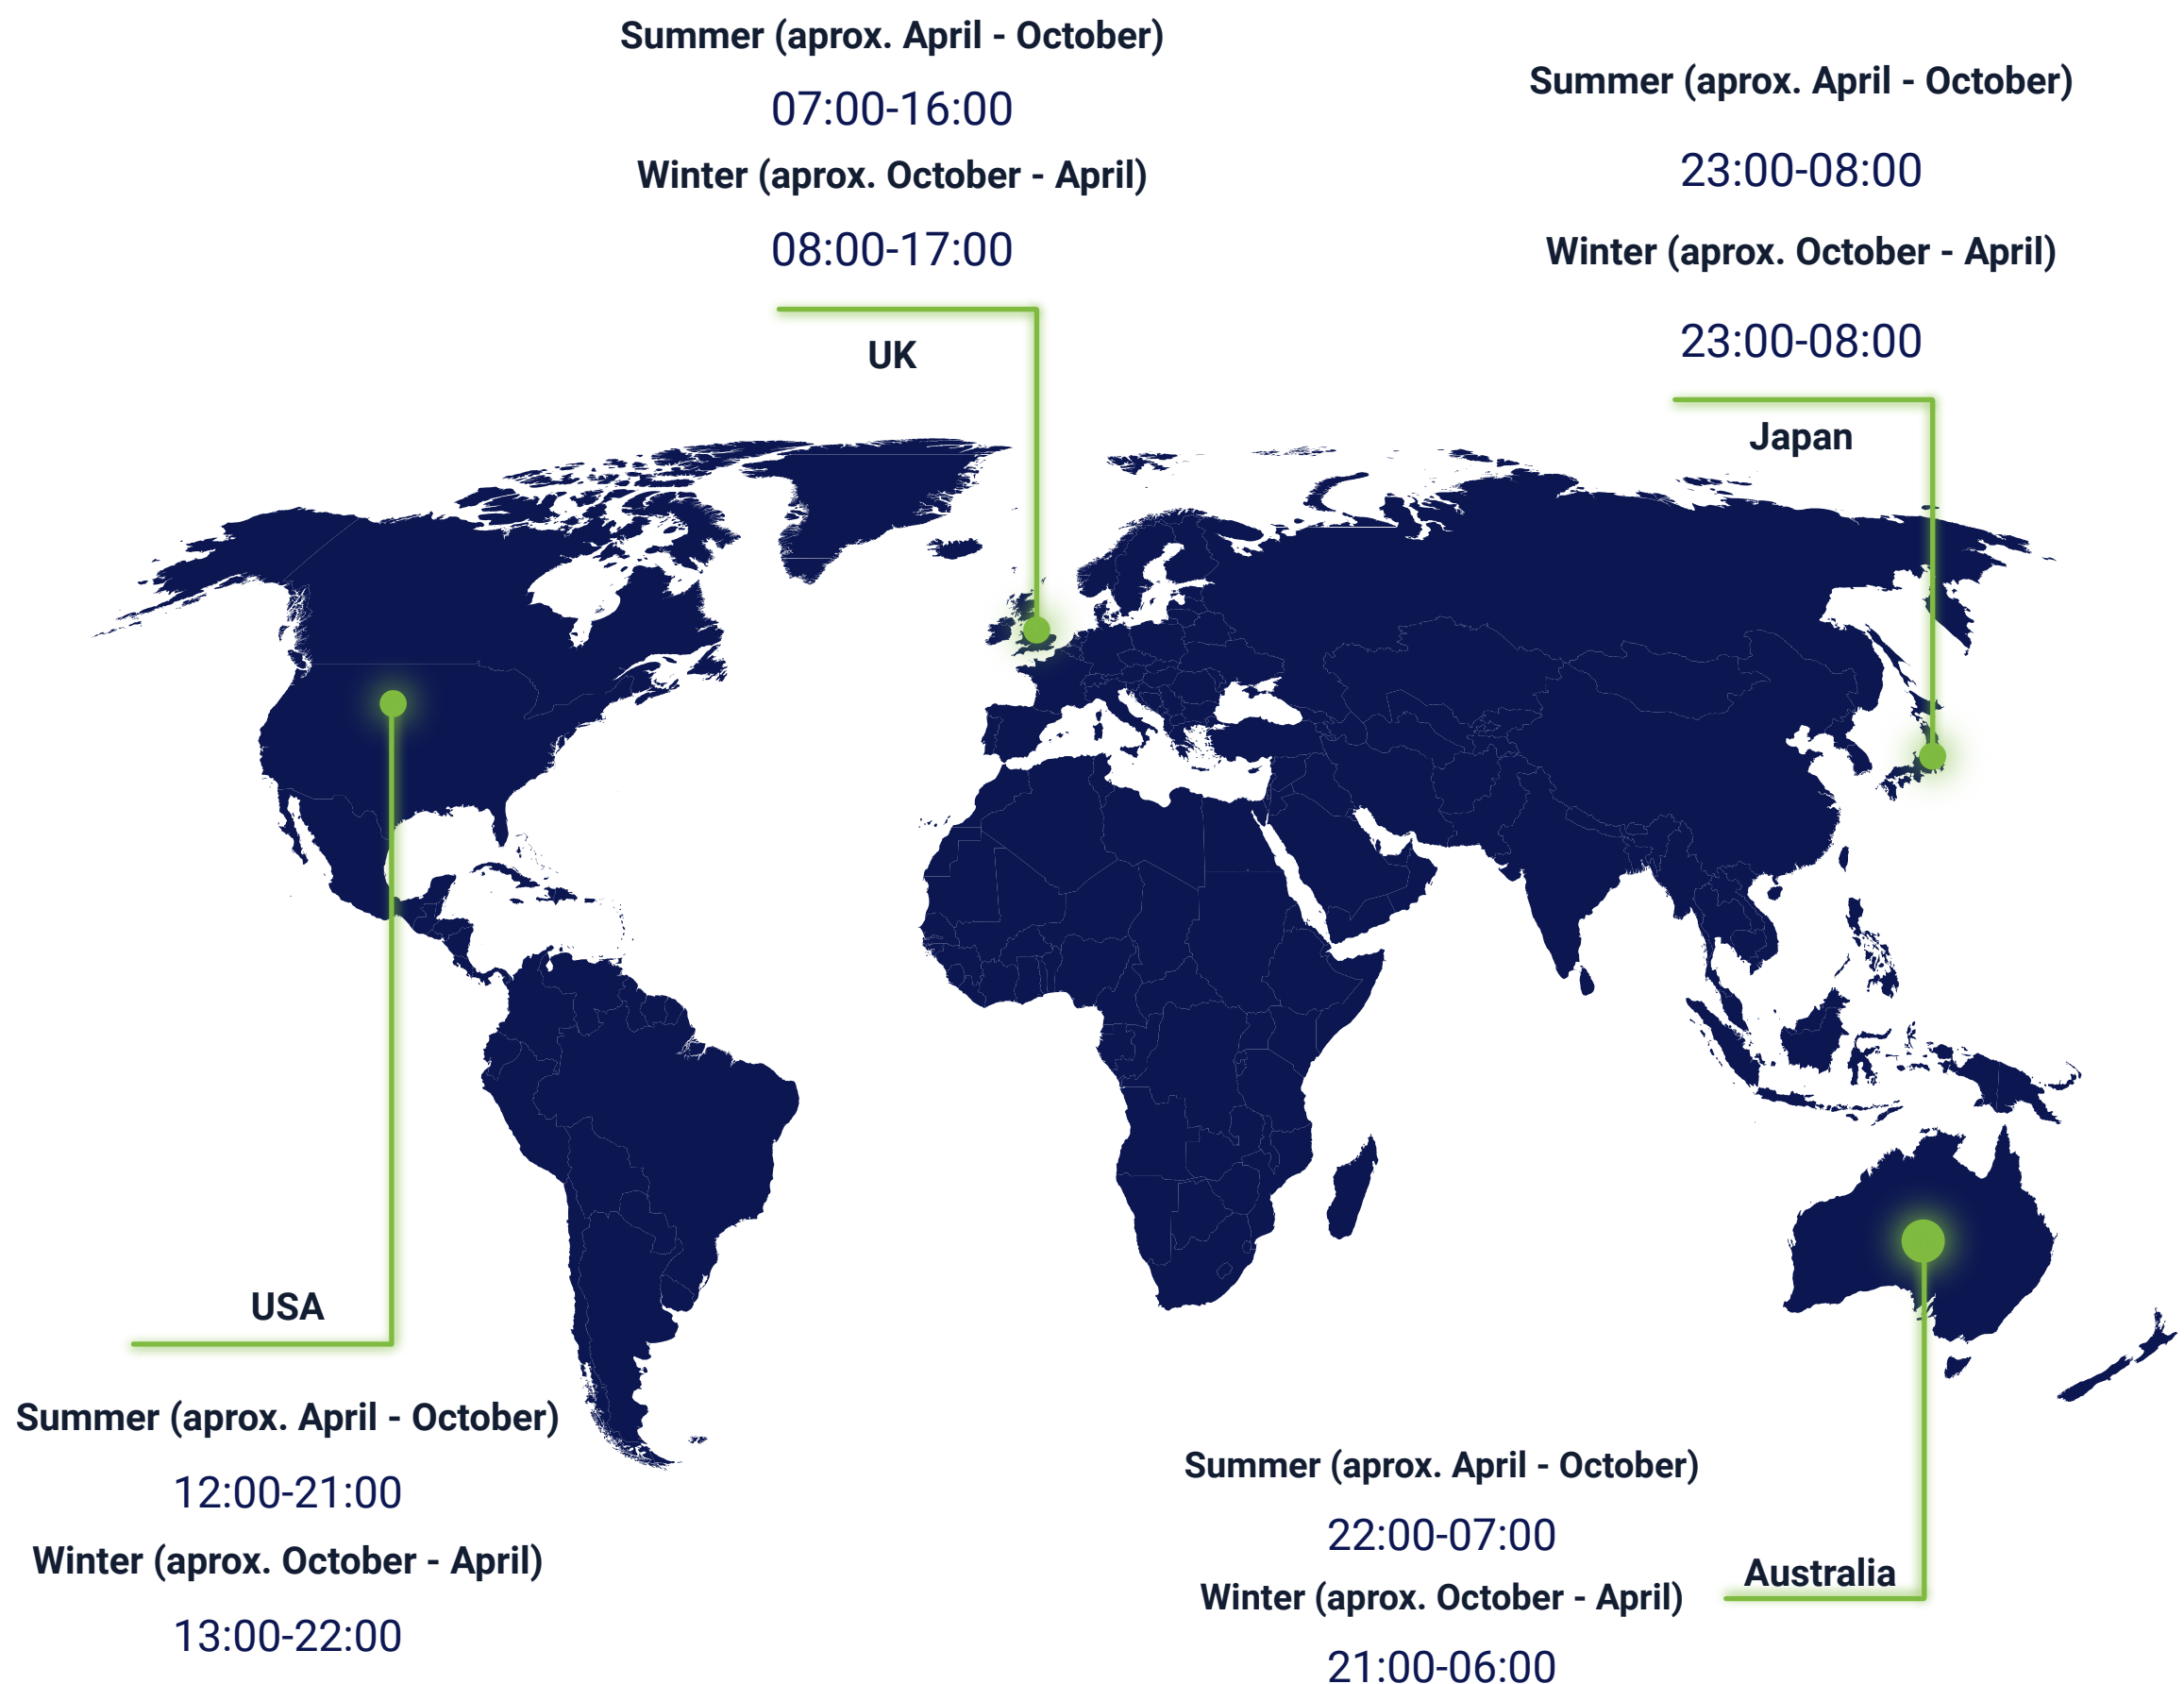 Summer (aprox. April - October)
07:00-16:00
Winter (aprox. October - April)
08:00-17:00
UK
Summer (aprox. April - October)
23:00-08:00
Winter (aprox. October - April)
23:00-08:00
Japan
USA
Summer (aprox. April - October)
12:00-21:00
Winter (aprox. October - April)
13:00-22:00
Summer (aprox. April - October)
22:00-07:00
Winter (aprox. October - April)
21:00-06:00
Australia